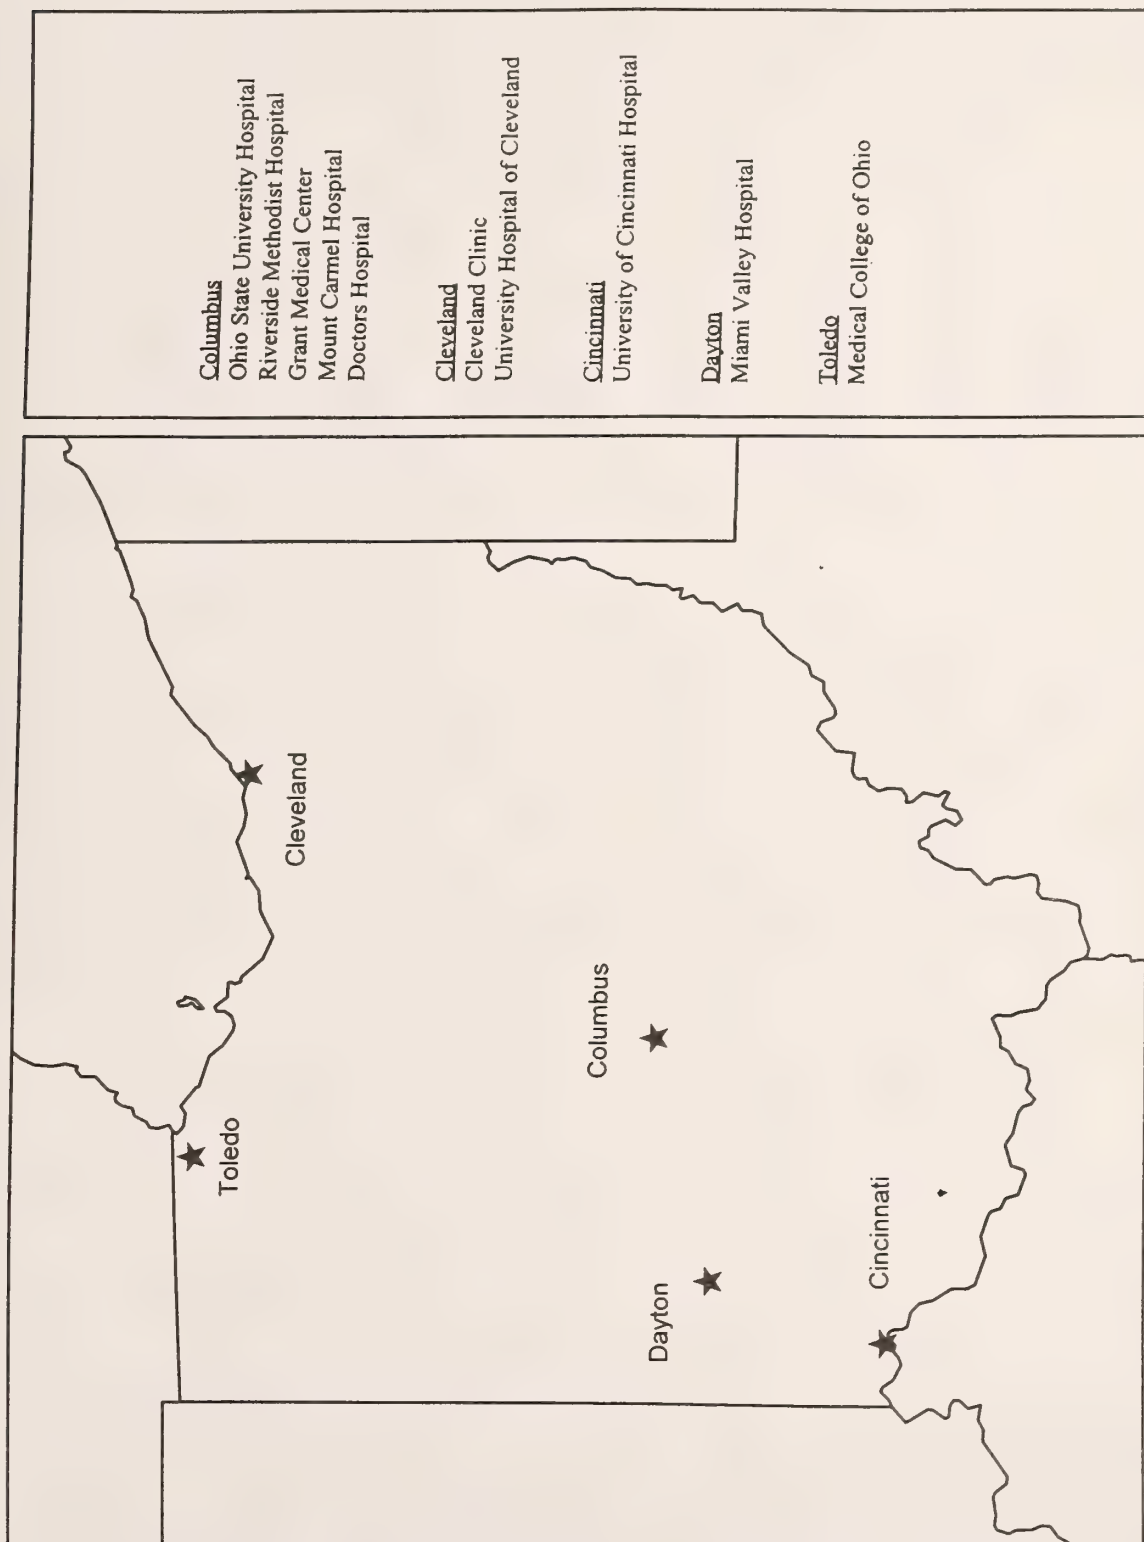 Columbus
Ohio State University Hospital
Riverside Methodist Hospital
Grant Medical Center
Mount Carmel Hospital
Doctors Hospital
Cleveland
Cleveland Clinic
University Hospital of Cleveland
Cincinnati
University of Cincinnati Hospital
Dayton
Miami Valley Hospital
Toledo
Medical College of Ohio
Toledo
Cleveland
Columbus
Dayton
Cincinnati